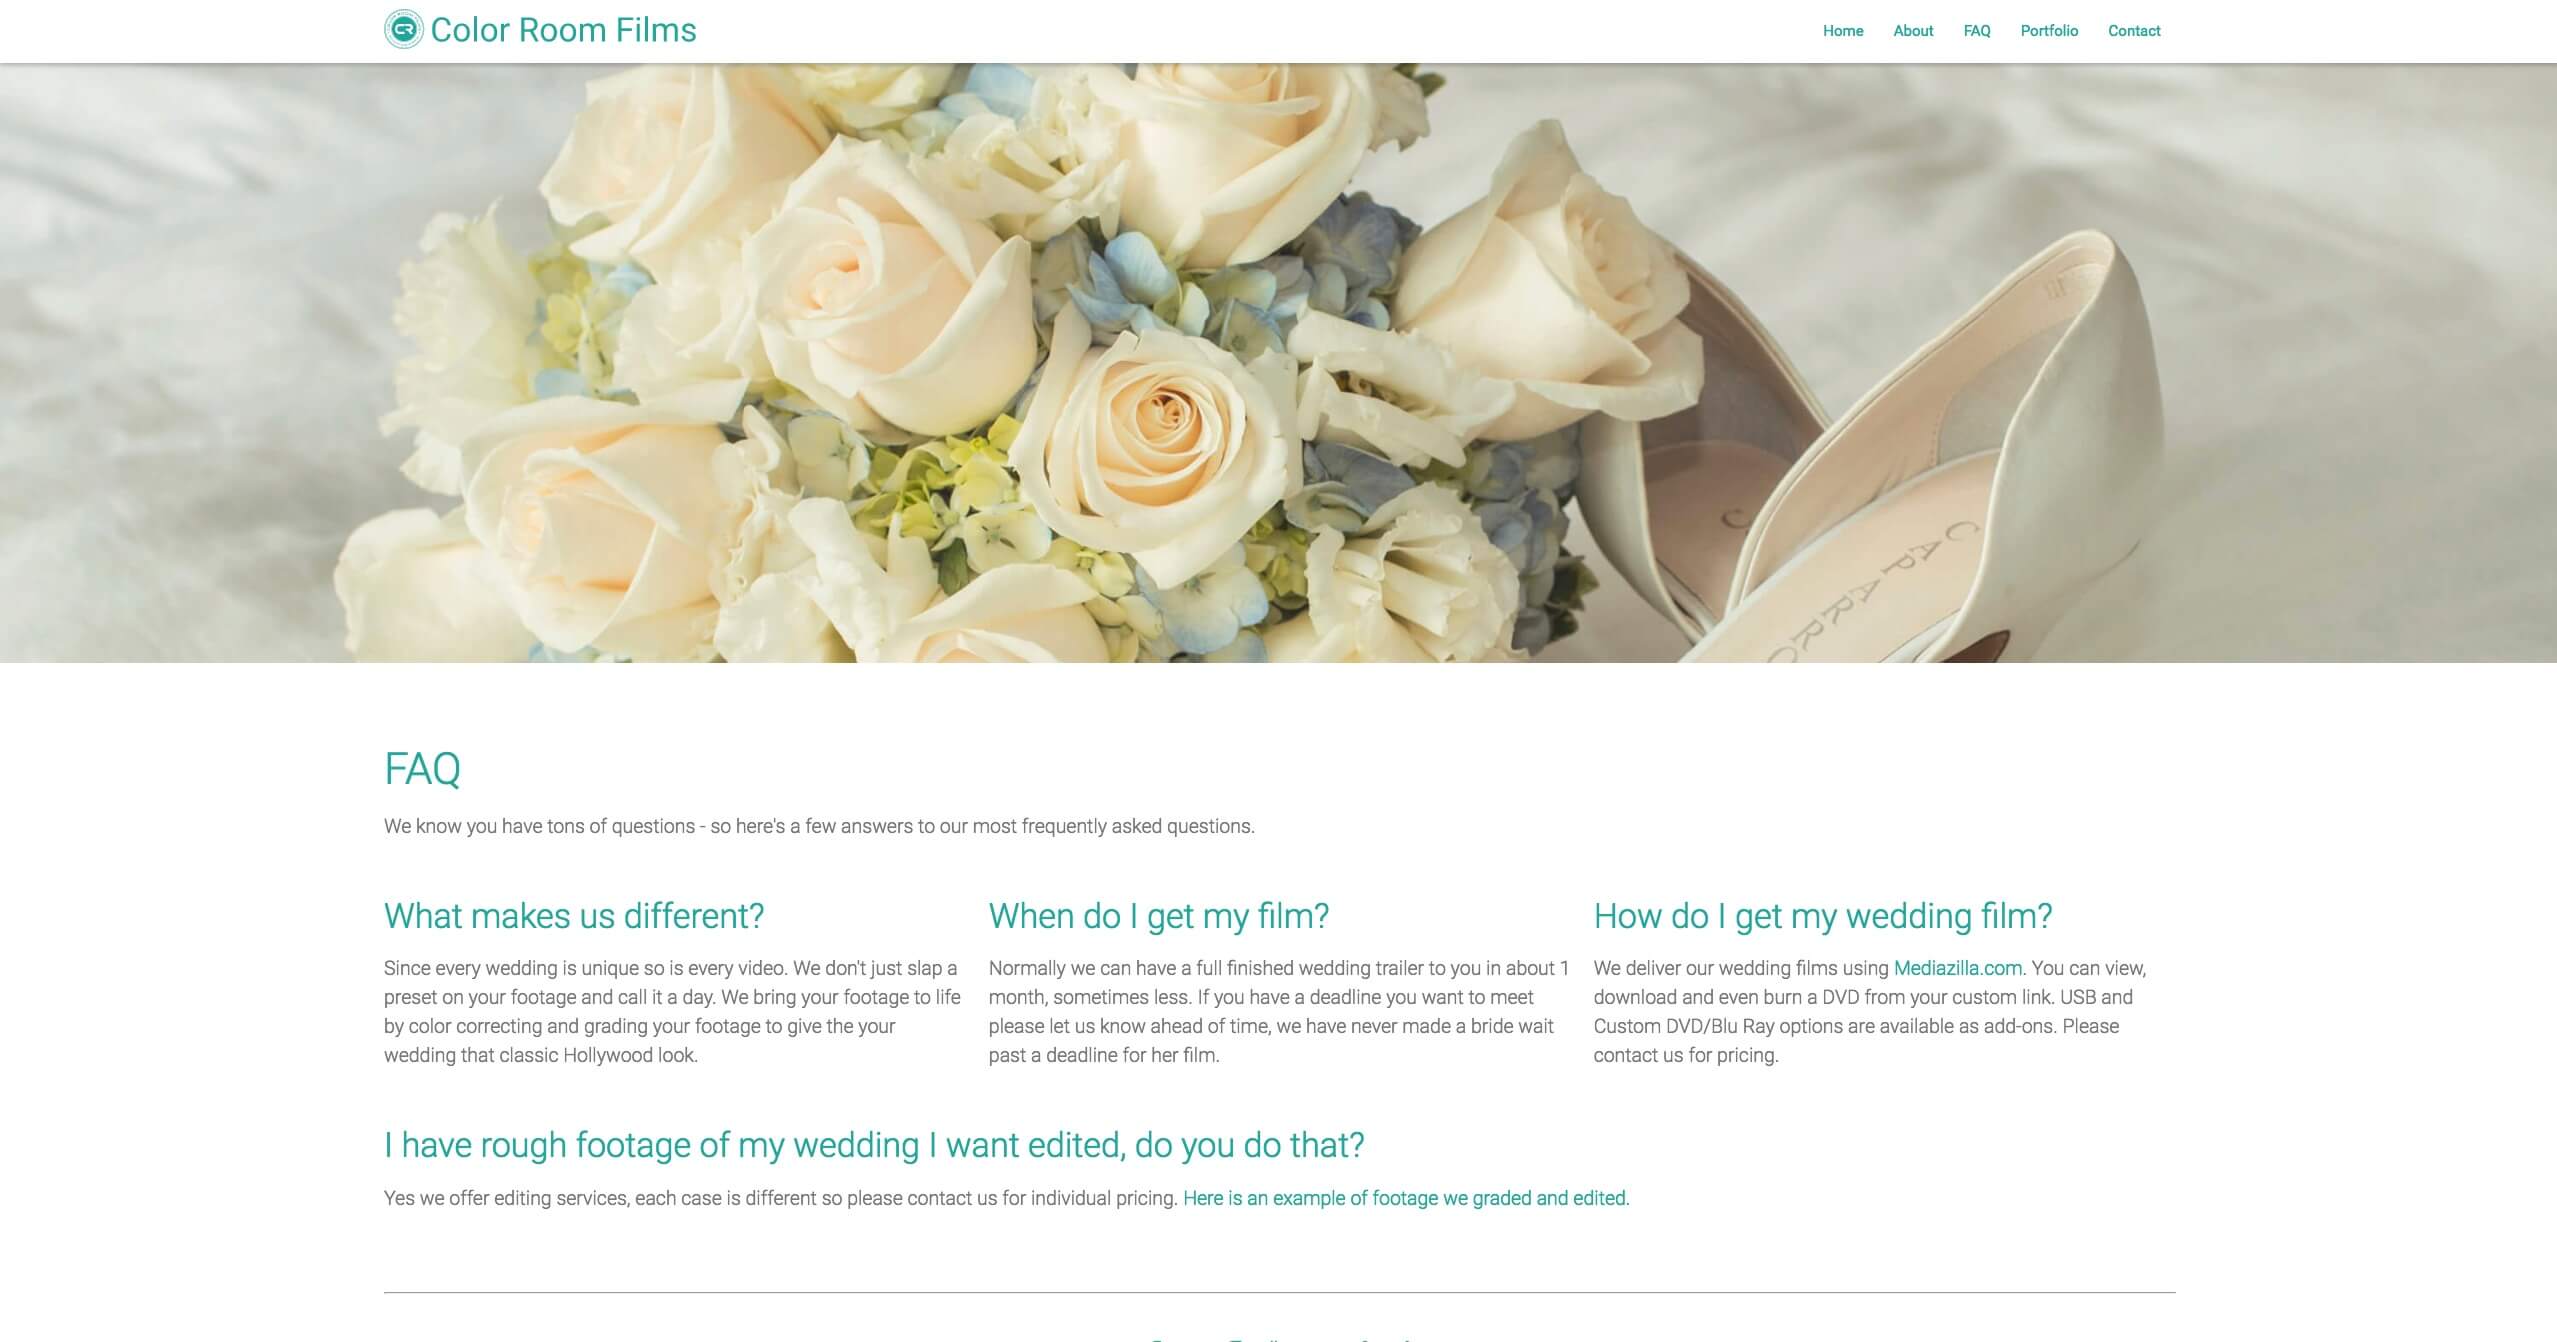 CR Color Room Films
Home About FAQ Portfolio Contact
CAPARRO
FAQ
We know you have tons of questions - so here's a few answers to our most frequently asked questions.
What makes us different?
Since every wedding is unique so is every video. We don't just slap a
preset on your footage and call it a day. We bring your footage to life
by color correcting and grading your footage to give the your
wedding that classic Hollywood look.
When do I get my film?
Normally we can have a full finished wedding trailer to you in about 1
month, sometimes less. If you have a deadline you want to meet
please let us know ahead of time, we have never made a bride wait
past a deadline for her film.
How do I get my wedding film?
We deliver our wedding films using Mediazilla.com. You can view,
download and even burn a DVD from your custom link. USB and
Custom DVD/Blu Ray options are available as add-ons. Please
contact us for pricing.
I have rough footage of my wedding I want edited, do you do that?
Yes we offer editing services, each case is different so please contact us for individual pricing. Here is an example of footage we graded and edited.